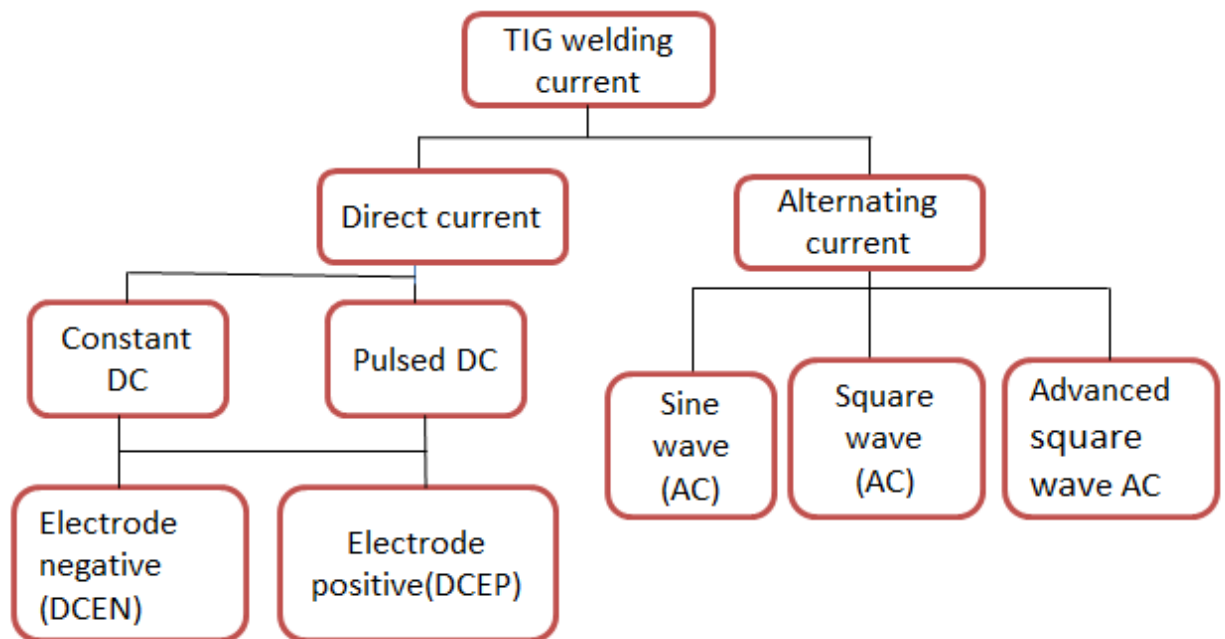 TIG welding
current
Direct current
Alternating
current
Constant
DC
Pulsed DC
Sine
wave
(AC)
Square
wave
(AC)
Advanced
square
wave AC
Electrode
negative
(DCEN)
Electrode
positive(DCEP)